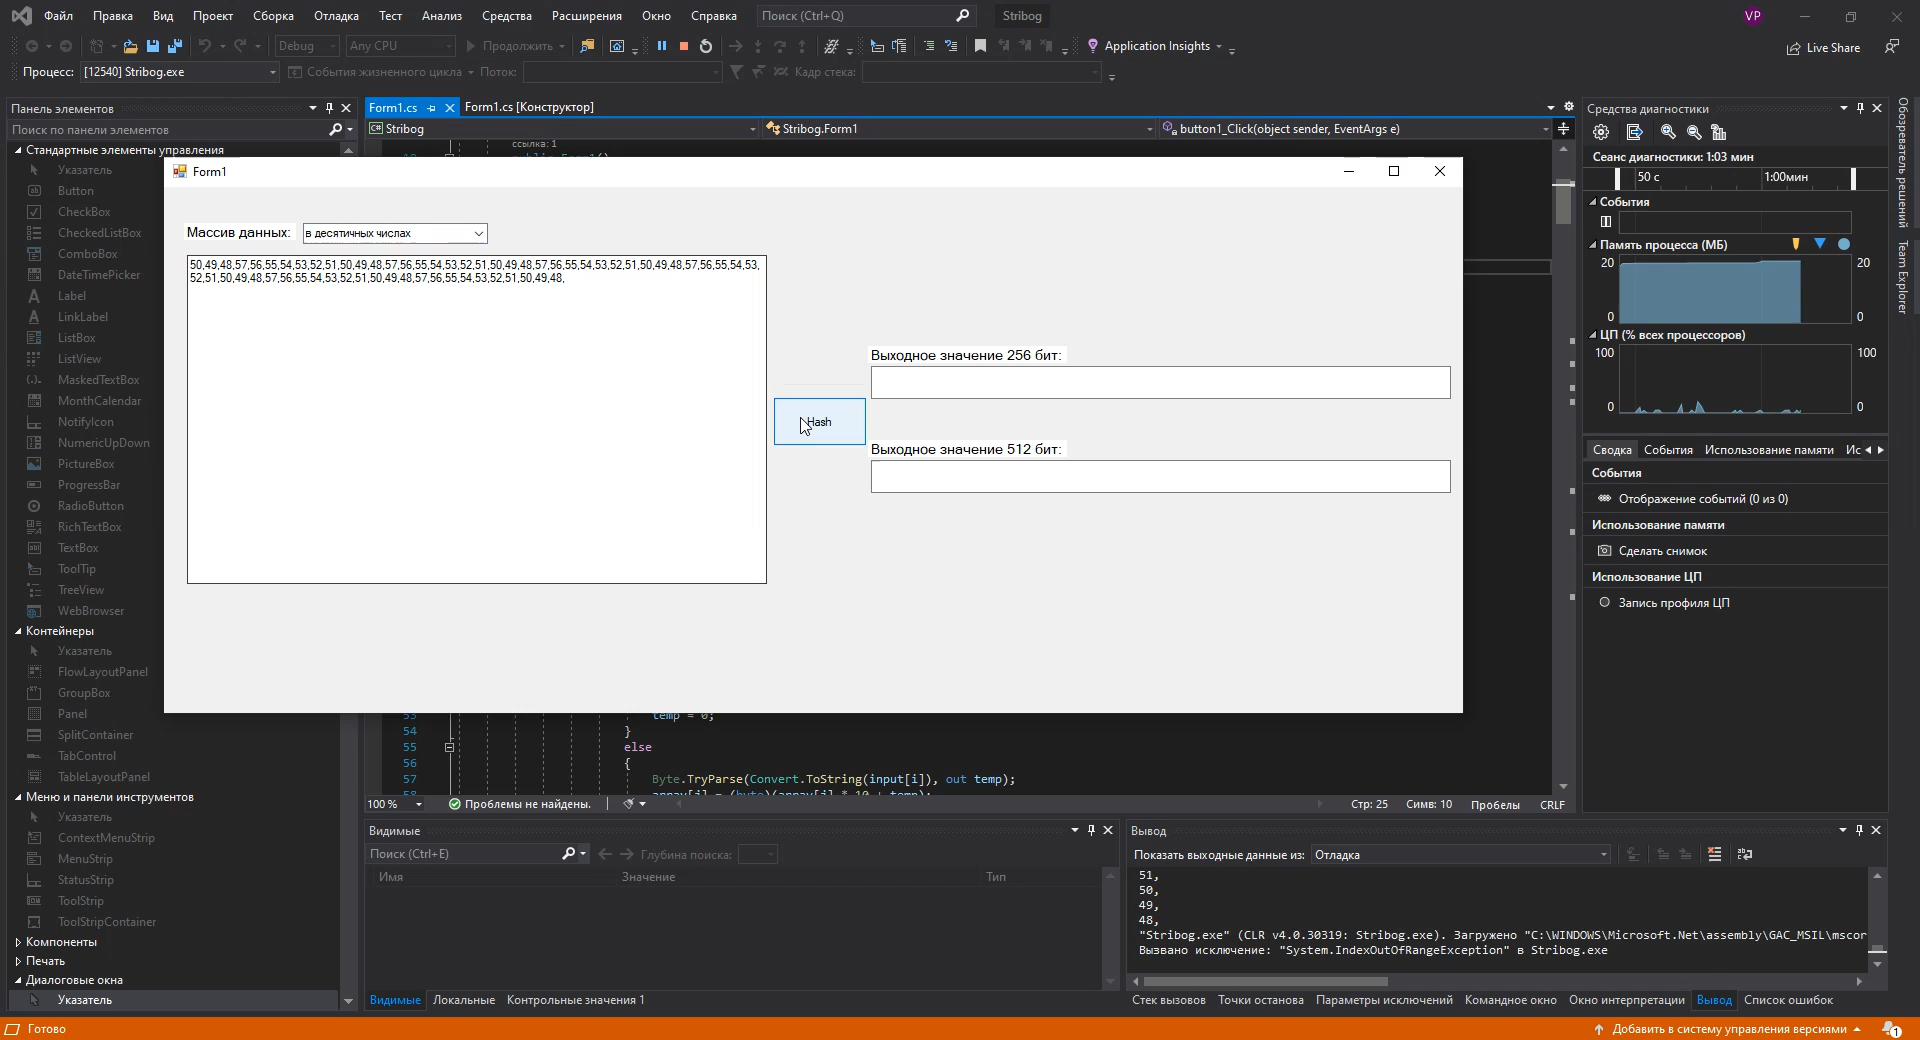 Файл Правка Вид Проект Сборка Отладка Тест Анализ Средства Расширения Окно Справка Поиск (Ctrl+Q) Stribog VP
Debug Any CPU Продолжить Application Insights Live Share
Процесс: [12540] Stribog.exe События жизненного цикла Поток: Кадр стека:
Панель элементов
Поиск по панели элементов
Стандартные элементы управления
Указатель
Button
CheckBox
CheckedListBox
ComboBox
DateTimePicker
Label
LinkLabel
ListBox
ListView
MaskedTextBox
MonthCalendar
NotifyIcon
NumericUpDown
PictureBox
ProgressBar
RadioButton
RichTextBox
TextBox
ToolTip
TreeView
WebBrowser
Контейнеры
Указатель
FlowLayoutPanel
GroupBox
Panel
SplitContainer
TabControl
TableLayoutPanel
Меню и панели инструментов
Указатель
ContextMenuStrip
MenuStrip
StatusStrip
ToolStrip
ToolStripContainer
Компоненты
Печать
Диалоговые окна
Указатель
Form1.cs Form1.cs [Конструктор]
Stribog Stribog.Form1 button1_Click(object sender, EventArgs e)
ссылка: 1
Form1
Массив данных: в десятичных числах
50,49,48,57,56,55,54,53,52,51,50,49,48,57,56,55,54,53,52,51,50,49,48,57,56,55,54,53,52,51,50,49,48,57,56,55,54,53,
52,51,50,49,48,57,56,55,54,53,52,51,50,49,48,57,56,55,54,53,52,51,50,49,48,
Hash
Выходное значение 256 бит:
Выходное значение 512 бит:
53 temp = 0;
54 }
55 else
56 {
57 Byte.TryParse(Convert.ToString(input[i]), out temp);
58 array[j] = (byte)(array[j] * 10 + temp);
100 % Проблемы не найдены. Стр: 25 Симв: 10 Пробелы CRLF
Видимые
Поиск (Ctrl+E) Глубина поиска:
Имя Значение Тип
Видимые Локальные Контрольные значения 1
Вывод
Показать выходные данные из: Отладка
51,
50,
49,
48,
"Stribog.exe" (CLR v4.0.30319: Stribog.exe). Загружено "C:\WINDOWS\Microsoft.Net\assembly\GAC_MSIL\mscor
Вызвано исключение: "System.IndexOutOfRangeException" в Stribog.exe
Стек вызовов Точки останова Параметры исключений Командное окно Окно интерпретации Вывод Список ошибок
Средства диагностики
Сеанс диагностики: 1:03 мин
50 с 1:00мин
События
Память процесса (МБ)
20 20
0 0
ЦП (% всех процессоров)
100 100
0 0
Сводка События Использование памяти Ис
События
Отображение событий (0 из 0)
Использование памяти
Сделать снимок
Использование ЦП
Запись профиля ЦП
Обозреватель решений
Team Explorer
Готово Добавить в систему управления версиями 1